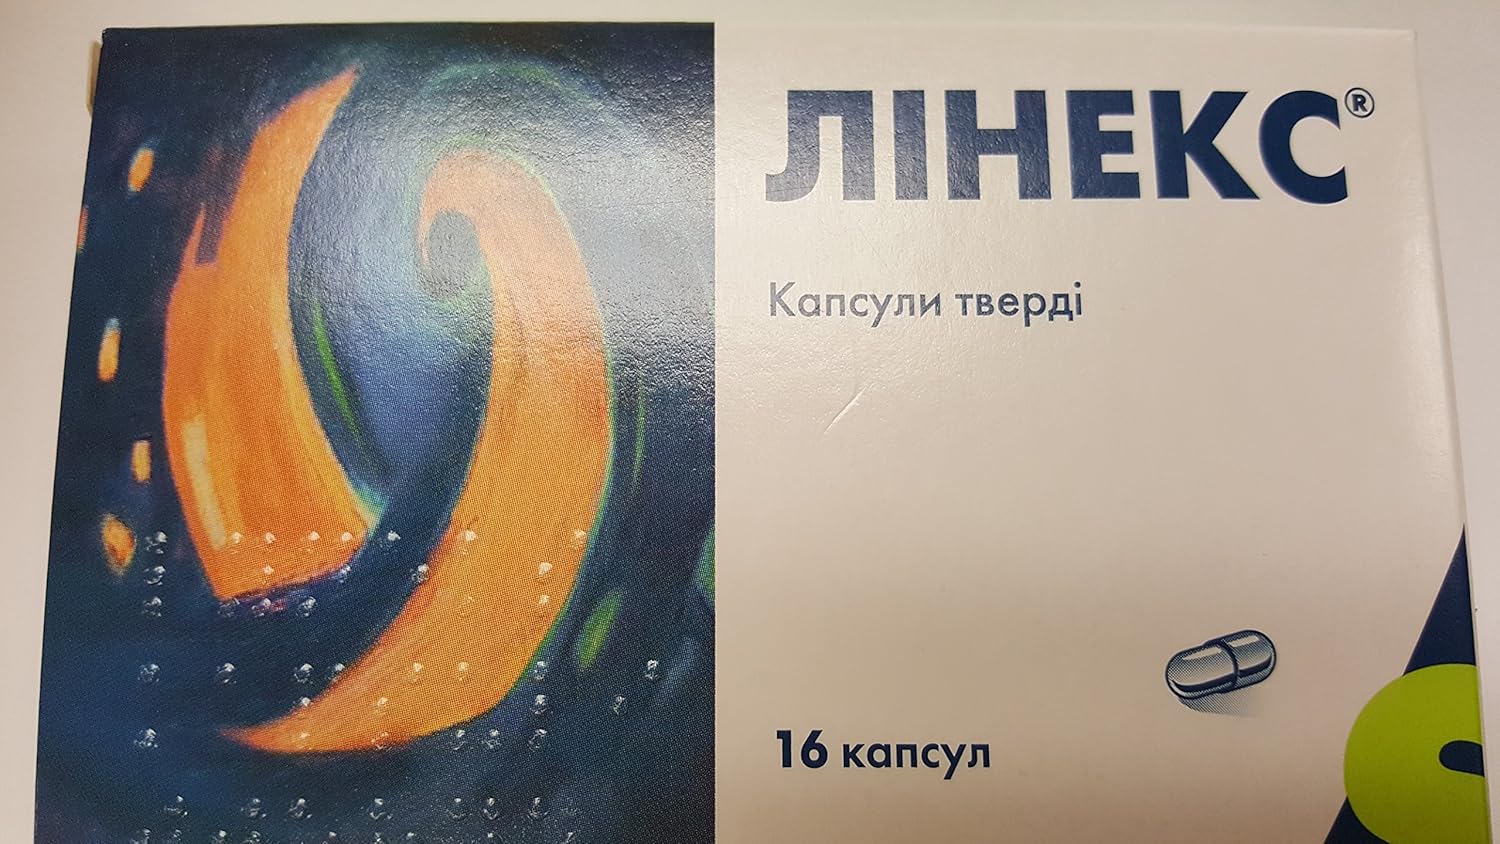 ЛІНЕКС®
Капсули тверді
16 капсул